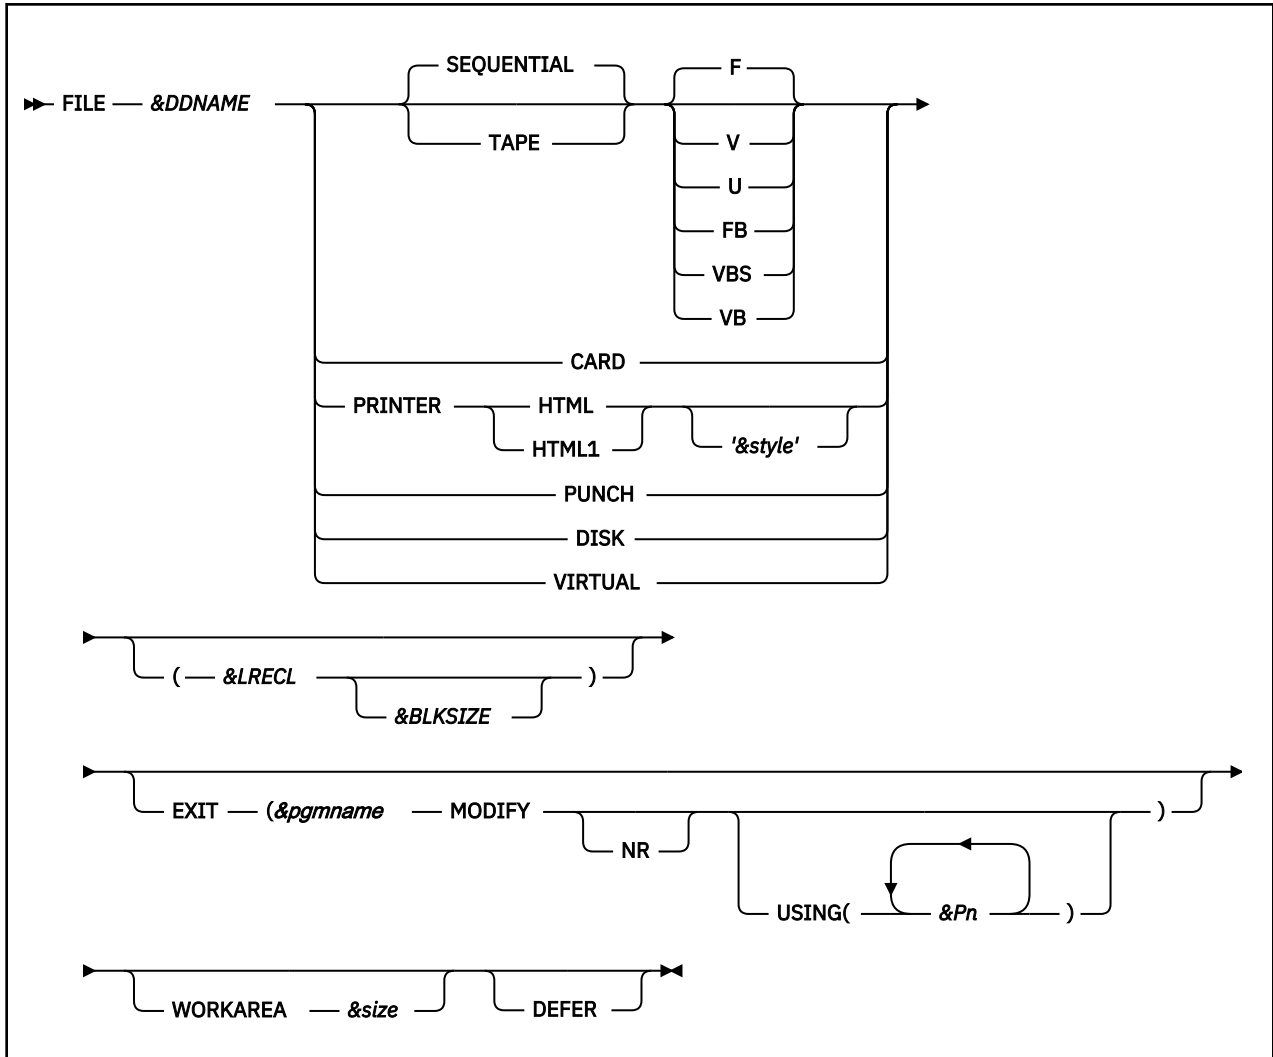 SEQUENTIAL F
FILE &DDNAME
TAPE V
U
FB
VBS
VB
CARD
PRINTER HTML
HTML1 '&style'
PUNCH
DISK
VIRTUAL
( &LRECL )
&BLKSIZE
EXIT (&pgmname MODIFY )
NR
USING( &Pn )
WORKAREA &size DEFER